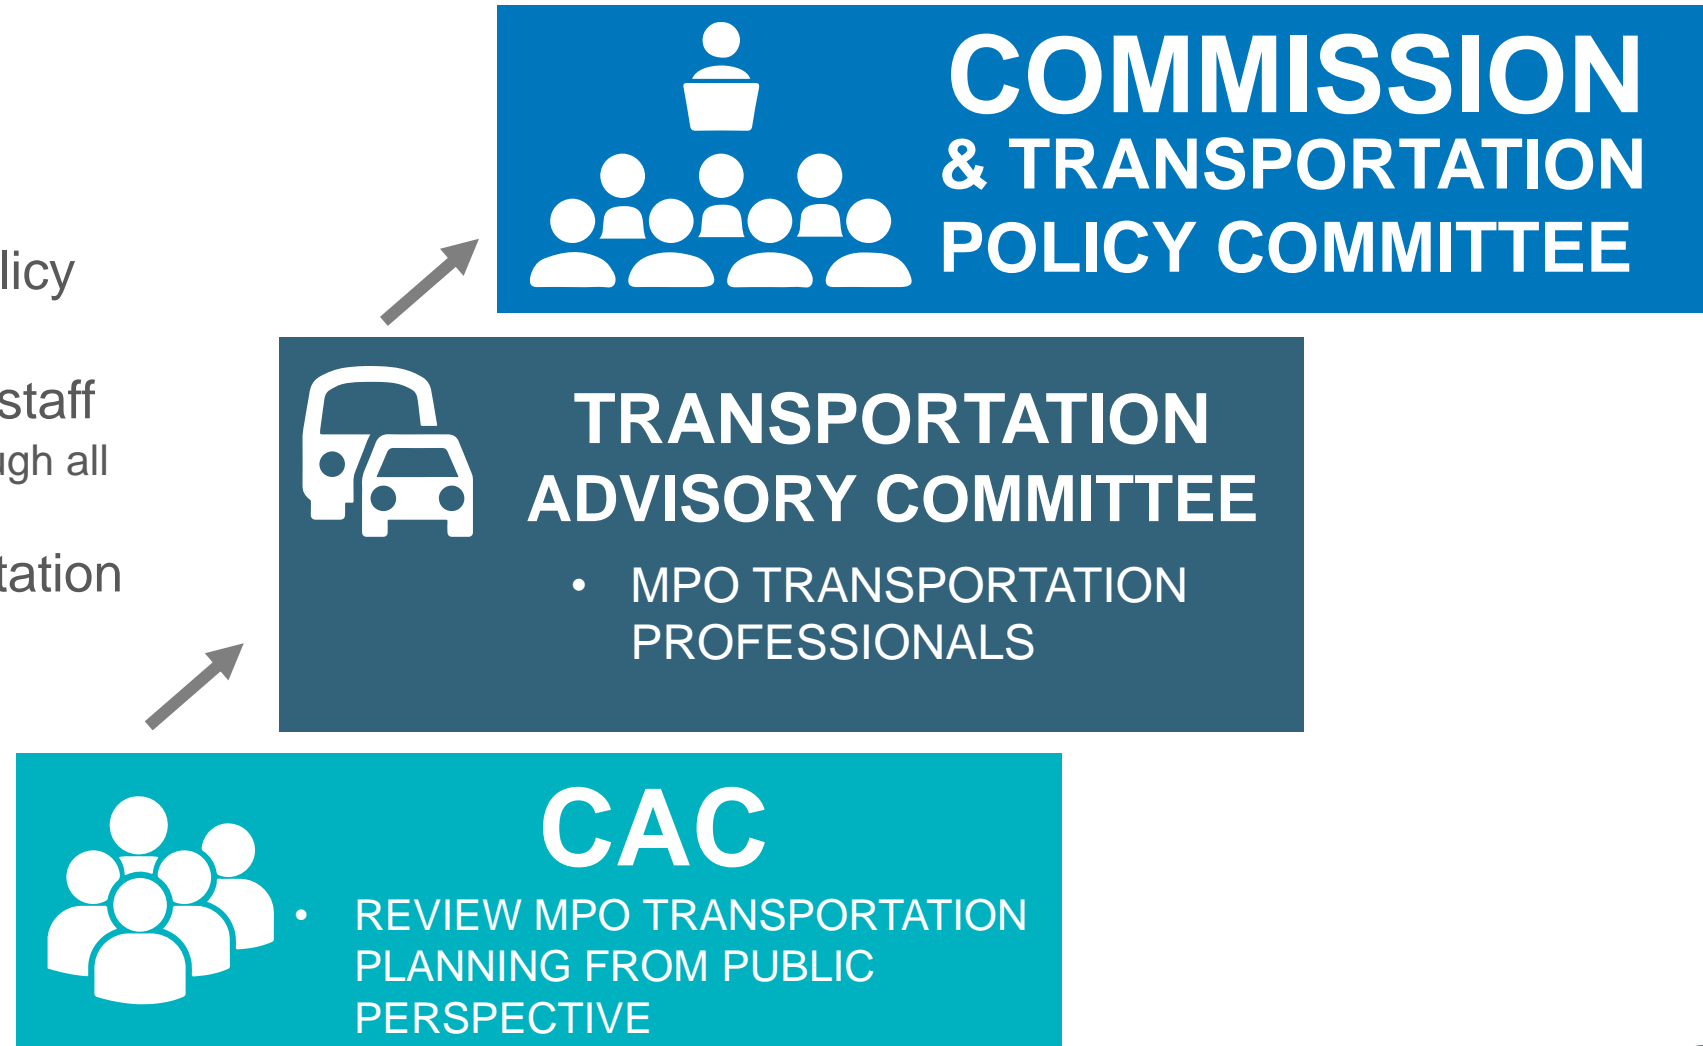 COMMISSION
& TRANSPORTATION
POLICY COMMITTEE
licy
staff
ugh all
tation
TRANSPORTATION
ADVISORY COMMITTEE
• MPO TRANSPORTATION
PROFESSIONALS
CAC
• REVIEW MPO TRANSPORTATION
PLANNING FROM PUBLIC
PERSPECTIVE